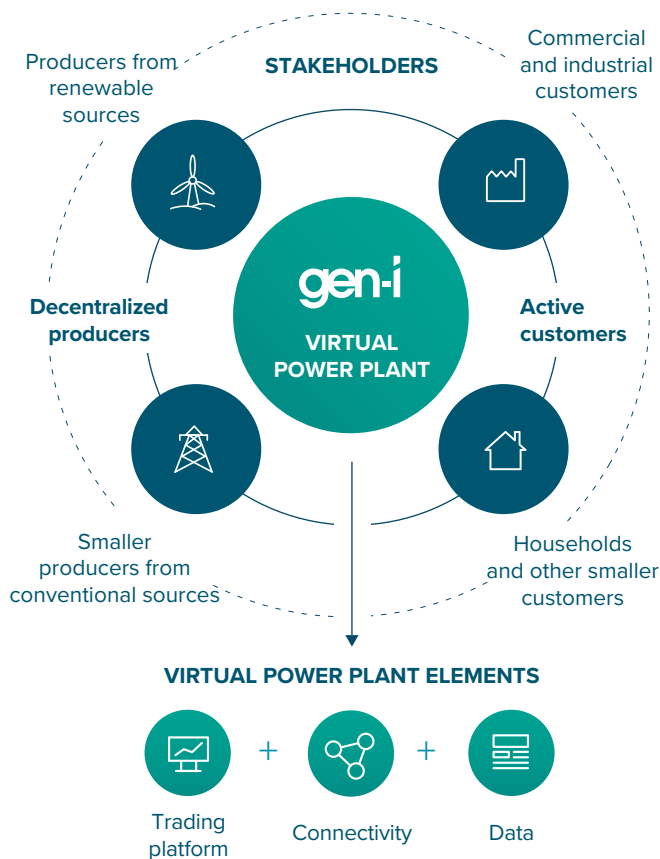 STAKEHOLDERS
Producers from
renewable
sources
Commercial
and industrial
customers
gen-i
VIRTUAL
POWER PLANT
Decentralized
producers
Active
customers
Smaller
producers from
conventional sources
Households
and other smaller
customers
VIRTUAL POWER PLANT ELEMENTS
+ +
Trading
platform
Connectivity
Data